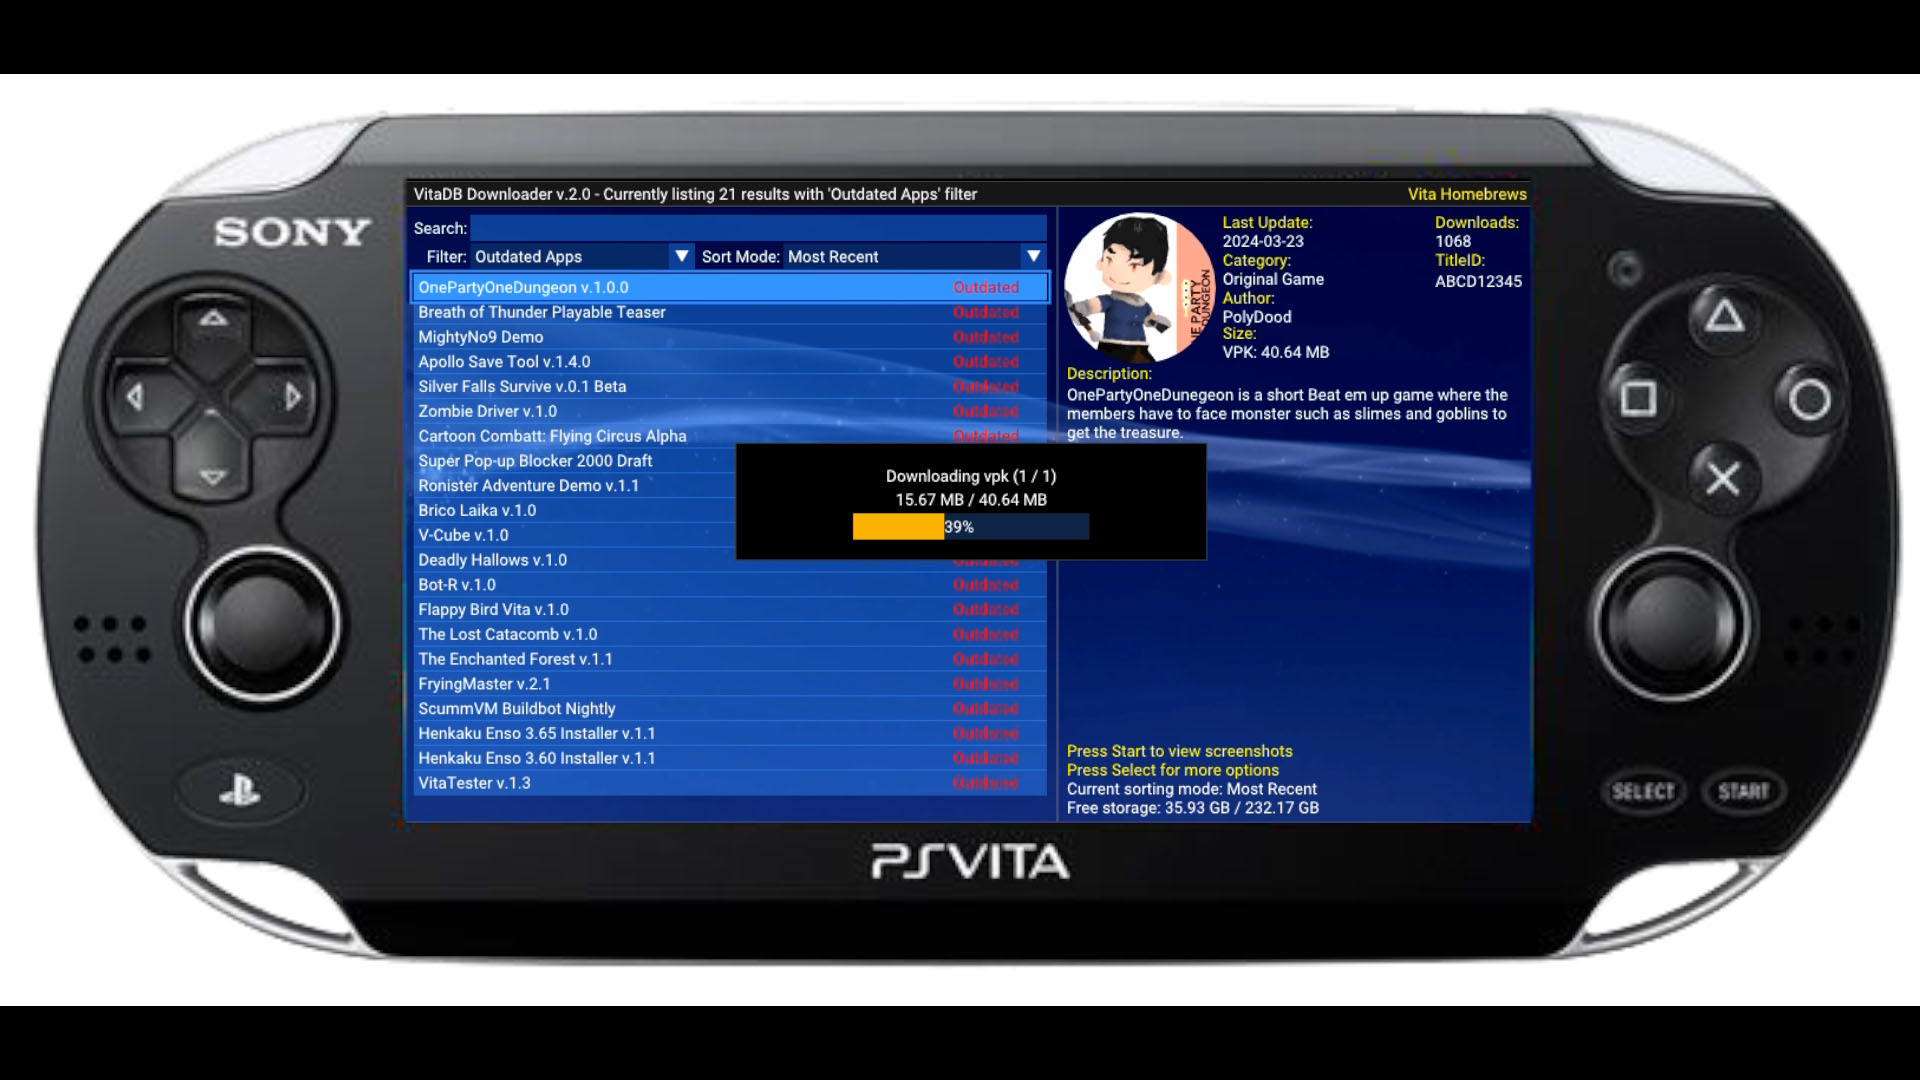 VitaDB Downloader v.2.0 - Currently listing 21 results with 'Outdated Apps' filter
Vita Homebrews
SONY
Search:
Filter: Outdated Apps
Sort Mode: Most Recent
OnePartyOneDungeon v.1.0.0 Outdated
Breath of Thunder Playable Teaser Outdated
MightyNo9 Demo Outdated
Apollo Save Tool v.1.4.0 Outdated
Silver Falls Survive v.0.1 Beta Outdated
Zombie Driver v.1.0 Outdated
Cartoon Combatt: Flying Circus Alpha Outdated
Super Pop-up Blocker 2000 Draft
Ronister Adventure Demo v.1.1
Brico Laika v.1.0
V-Cube v.1.0
Deadly Hallows v.1.0 Outdated
Bot-R v.1.0 Outdated
Flappy Bird Vita v.1.0 Outdated
The Lost Catacomb v.1.0 Outdated
The Enchanted Forest v.1.1 Outdated
FryingMaster v.2.1 Outdated
ScummVM Buildbot Nightly Outdated
Henkaku Enso 3.65 Installer v.1.1 Outdated
Henkaku Enso 3.60 Installer v.1.1 Outdated
VitaTester v.1.3 Outdated
Downloading vpk (1 / 1)
15.67 MB / 40.64 MB
39%
Last Update:
2024-03-23
Category:
Original Game
Author:
PolyDood
Size:
VPK: 40.64 MB
Downloads:
1068
TitleID:
ABCD12345
Description:
OnePartyOneDunegeon is a short Beat em up game where the
members have to face monster such as slimes and goblins to
get the treasure.
Press Start to view screenshots
Press Select for more options
Current sorting mode: Most Recent
Free storage: 35.93 GB / 232.17 GB
SELECT
START
PSVITA